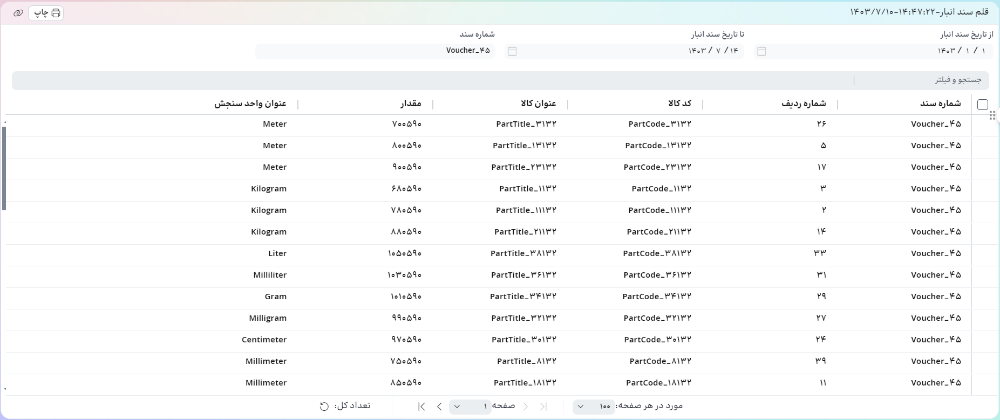 قلم سند انبار-۱۴:۴۷:۲۲-۱۴۰۳/۷/۱۰ چاپ
از تاریخ سند انبار تا تاریخ سند انبار شماره سند
۱۴۰۳ / ۱ / ۱ ۱۴۰۳ / ۷ / ۱۴ Voucher_۴۵
جستجو و فیلتر
شماره سند شماره ردیف کد کالا عنوان کالا مقدار عنوان واحد سنجش
Voucher_۴۵ ۲۶ PartCode_۳۱۳۲ PartTitle_۳۱۳۲ ۷۰۰۵۹۰ Meter
Voucher_۴۵ ۵ PartCode_۱۳۱۳۲ PartTitle_۱۳۱۳۲ ۸۰۰۵۹۰ Meter
Voucher_۴۵ ۱۷ PartCode_۲۳۱۳۲ PartTitle_۲۳۱۳۲ ۹۰۰۵۹۰ Meter
Voucher_۴۵ ۳ PartCode_۱۱۳۲ PartTitle_۱۱۳۲ ۶۸۰۵۹۰ Kilogram
Voucher_۴۵ ۲ PartCode_۱۱۱۳۲ PartTitle_۱۱۱۳۲ ۷۸۰۵۹۰ Kilogram
Voucher_۴۵ ۱۴ PartCode_۲۱۱۳۲ PartTitle_۲۱۱۳۲ ۸۸۰۵۹۰ Kilogram
Voucher_۴۵ ۳۳ PartCode_۳۸۱۳۲ PartTitle_۳۸۱۳۲ ۱۰۵۰۵۹۰ Liter
Voucher_۴۵ ۳۱ PartCode_۳۶۱۳۲ PartTitle_۳۶۱۳۲ ۱۰۳۰۵۹۰ Milliliter
Voucher_۴۵ ۲۹ PartCode_۳۴۱۳۲ PartTitle_۳۴۱۳۲ ۱۰۱۰۵۹۰ Gram
Voucher_۴۵ ۲۷ PartCode_۳۲۱۳۲ PartTitle_۳۲۱۳۲ ۹۹۰۵۹۰ Milligram
Voucher_۴۵ ۲۴ PartCode_۳۰۱۳۲ PartTitle_۳۰۱۳۲ ۹۷۰۵۹۰ Centimeter
Voucher_۴۵ ۳۹ PartCode_۸۱۳۲ PartTitle_۸۱۳۲ ۷۵۰۵۹۰ Millimeter
Voucher_۴۵ ۱۱ PartCode_۱۸۱۳۲ PartTitle_۱۸۱۳۲ ۸۵۰۵۹۰ Millimeter
مورد در هر صفحه: ۱۰۰ صفحه ۱ تعداد کل: